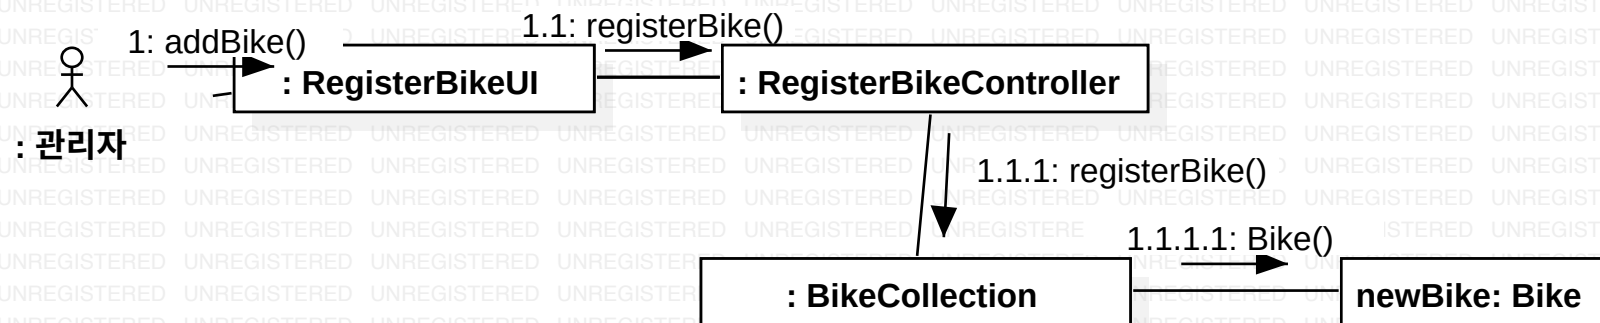 1: addBike()
1.1: registerBike()
: RegisterBikeUI
: RegisterBikeController
: 관리자
1.1.1: registerBike()
1.1.1.1: Bike()
: BikeCollection
newBike: Bike
UNREGISTERED